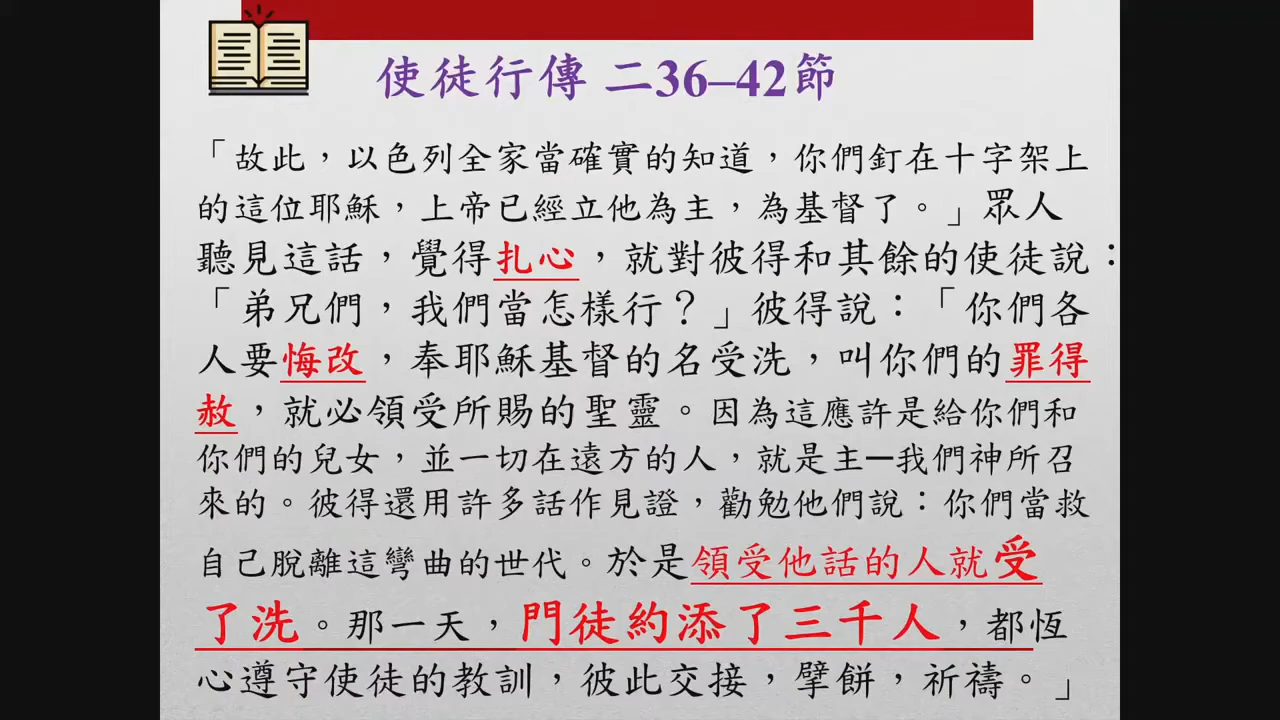 使徒行傳 二36–42節
「故此，以色列全家當確實的知道，你們釘在十字架上
的這位耶穌，上帝已經立他為主，為基督了。」眾人
聽見這話，覺得扎心，就對彼得和其餘的使徒說：
「弟兄們，我們當怎樣行？」彼得說：「你們各
人要悔改，奉耶穌基督的名受洗，叫你們的罪得
赦，就必領受所賜的聖靈。因為這應許是給你們和
你們的兒女，並一切在遠方的人，就是主─我們神所召
來的。彼得還用許多話作見證，勸勉他們說：你們當救
自己脫離這彎曲的世代。於是領受他話的人就受
了洗。那一天，門徒約添了三千人，都恆
心遵守使徒的教訓，彼此交接，擘餅，祈禱。」